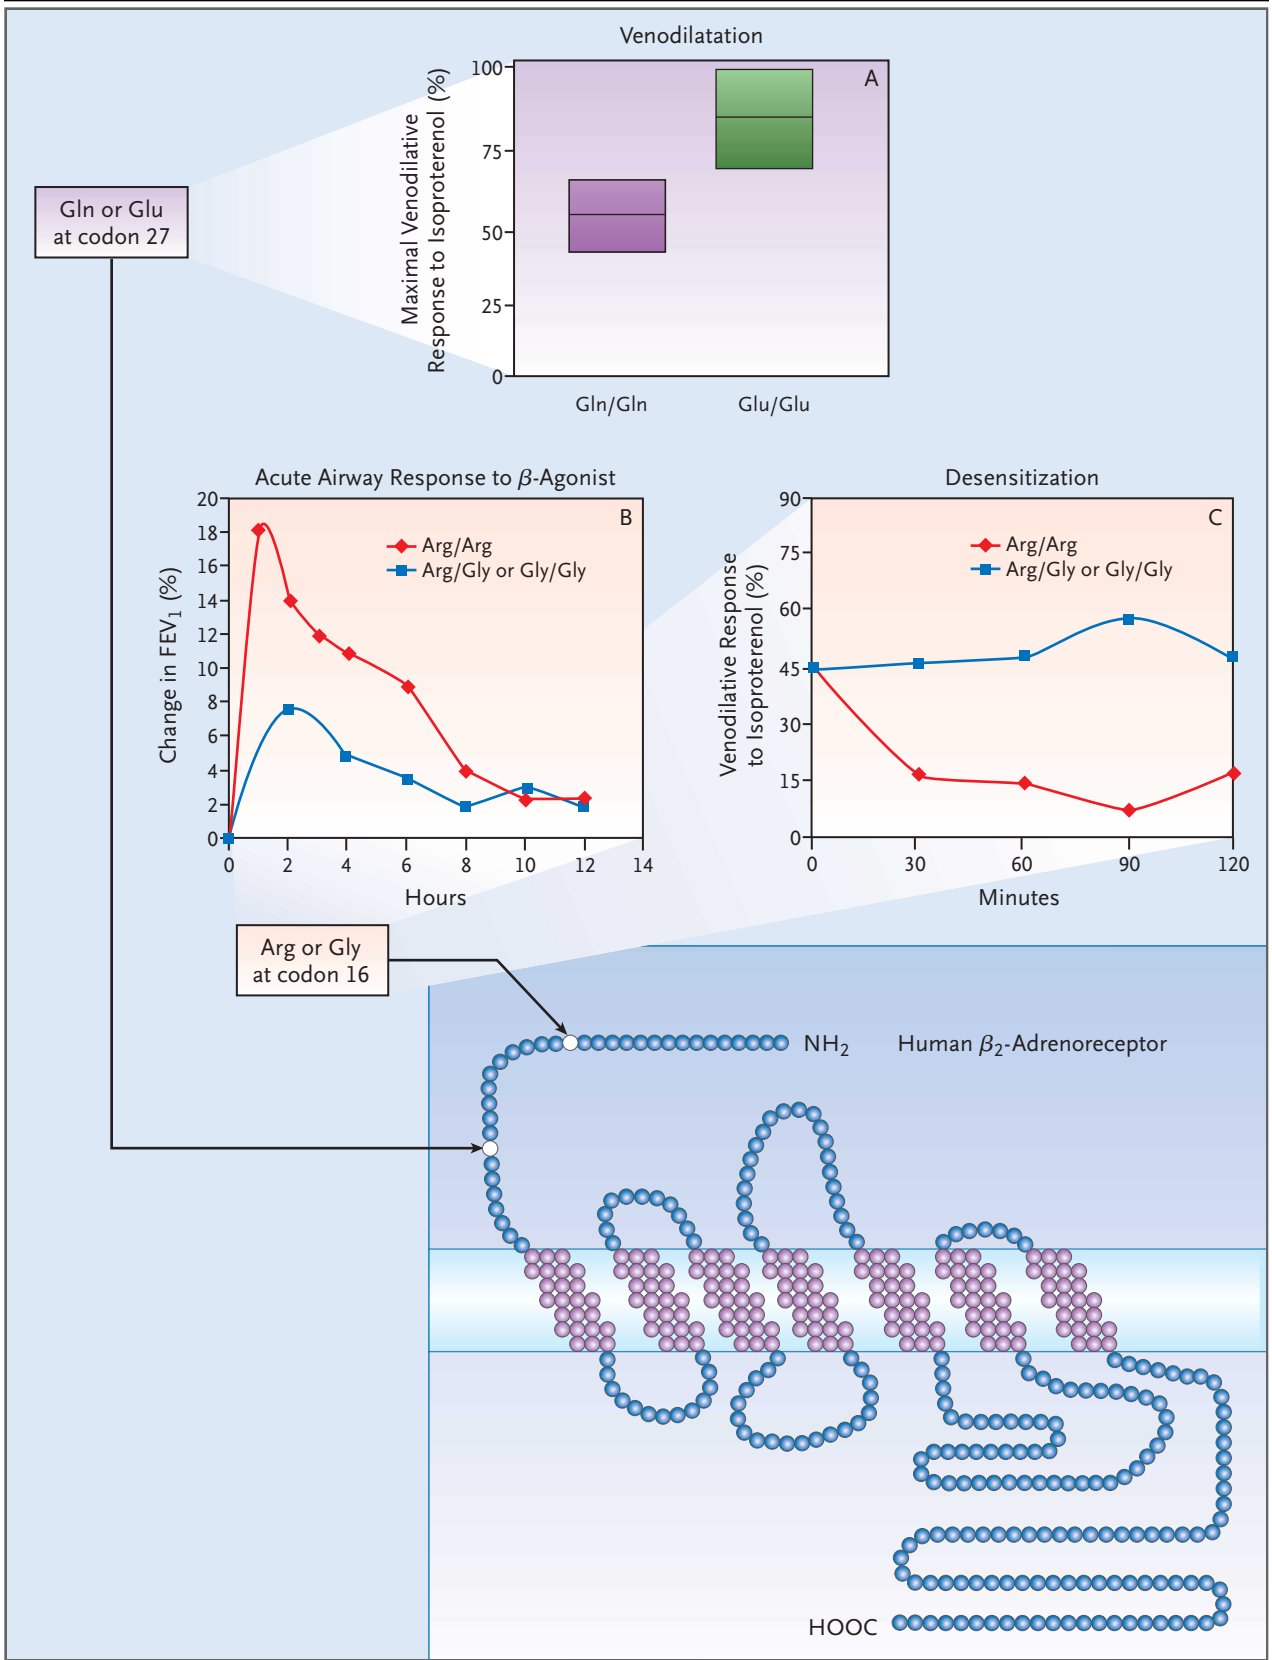 Venodilatation
A
Maximal Venodilative
Response to Isoproterenol (%)
100
75
50
25
0
Gln/Gln
Glu/Glu
Gln or Glu
at codon 27
Acute Airway Response to β-Agonist
B
Change in FEV1 (%)
20
18
16
14
12
10
8
6
4
2
0
Arg/Arg
Arg/Gly or Gly/Gly
0 2 4 6 8 10 12 14
Hours
Desensitization
C
Venodilative Response
to Isoproterenol (%)
90
75
60
45
30
15
0
Arg/Arg
Arg/Gly or Gly/Gly
0 30 60 90 120
Minutes
Arg or Gly
at codon 16
NH2
Human β2-Adrenoreceptor
HOOC